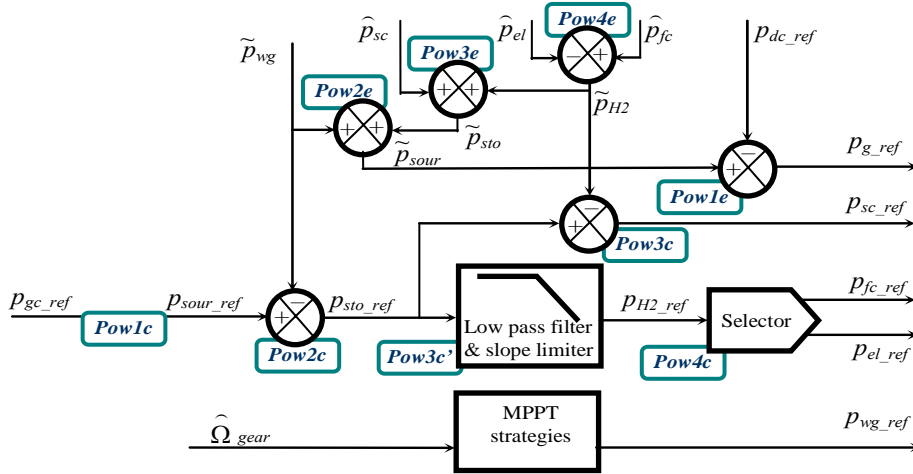 p̂sc
p̂el
Pow4e
p̂fc
p̃wg
Pow3e
pdc_ref
− +
Pow2e
+ +
p̃H2
+ +
p̃sto
−
pg_ref
p̃sour
+
Pow1e
psc_ref
−
+
Pow3c
pgc_ref
psour_ref
−
psto_ref
pH2_ref
pfc_ref
+
Selector
Pow1c
Low pass filter
& slope limiter
Pow2c
Pow3c’
Pow4c
pel_ref
MPPT
strategies
pwg_ref
Ω̂ gear